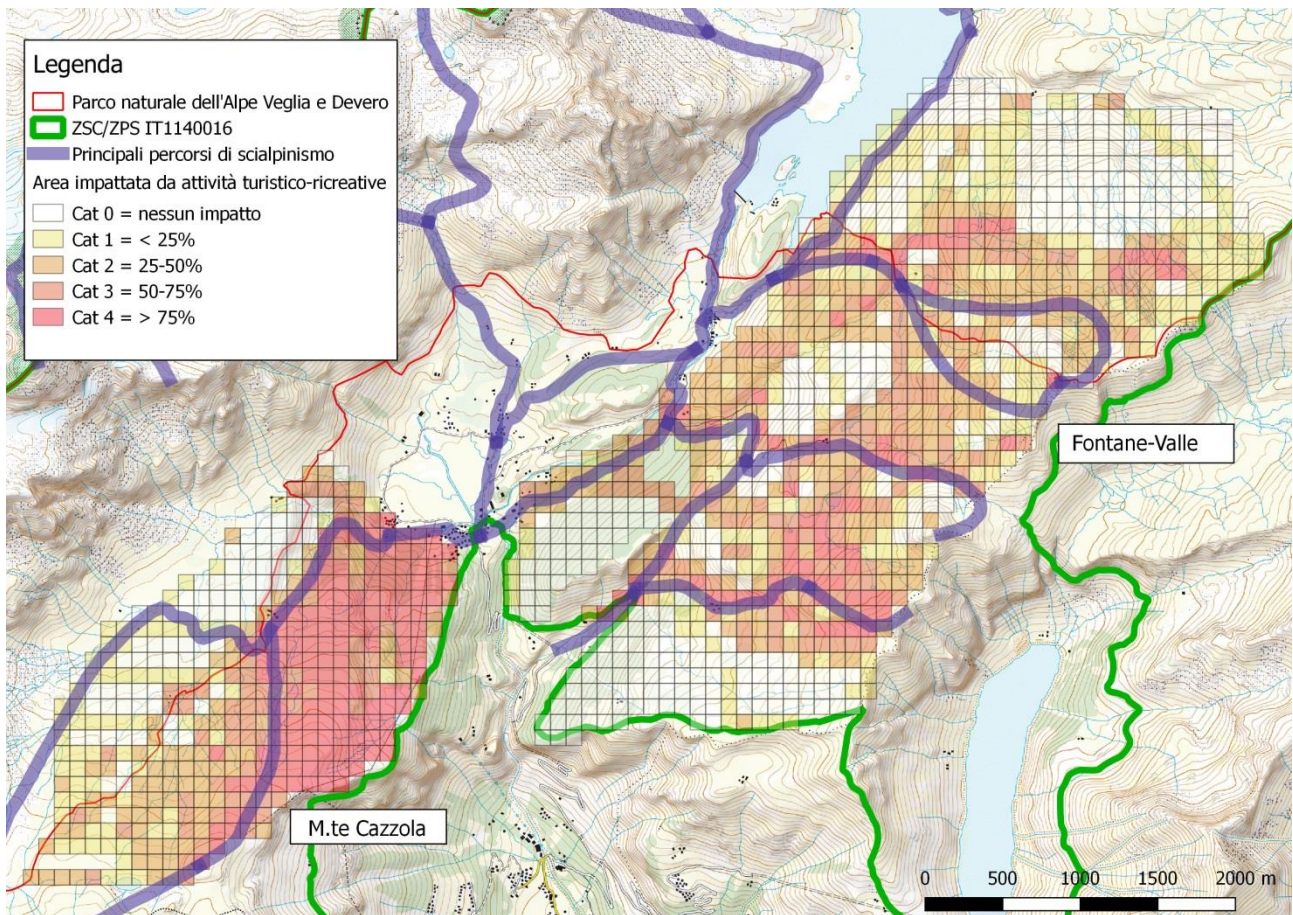 Legenda
Parco naturale dell'Alpe Veglia e Devero
ZSC/ZPS IT1140016
Principali percorsi di scialpinismo
Area impattata da attività turistico-ricreative
Cat 0 = nessun impatto
Cat 1 = < 25%
Cat 2 = 25-50%
Cat 3 = 50-75%
Cat 4 = > 75%
Fontane-Valle
M.te Cazzola
0 500 1000 1500 2000 m